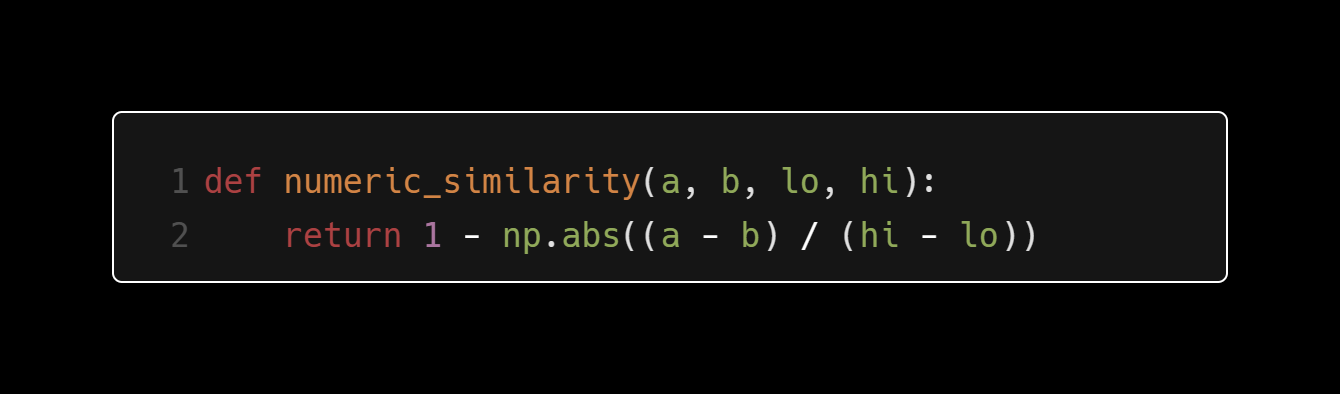 1 def numeric_similarity(a, b, lo, hi):
2     return 1 - np.abs((a - b) / (hi - lo))